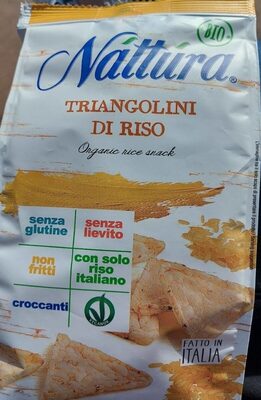 BIO
Nàttùra®
TRIANGOLINI
DI RISO
Organic rice snack
senza
glutine
senza
lievito
non
fritti
con solo
riso
italiano
croccanti
FATTO IN
ITALIA